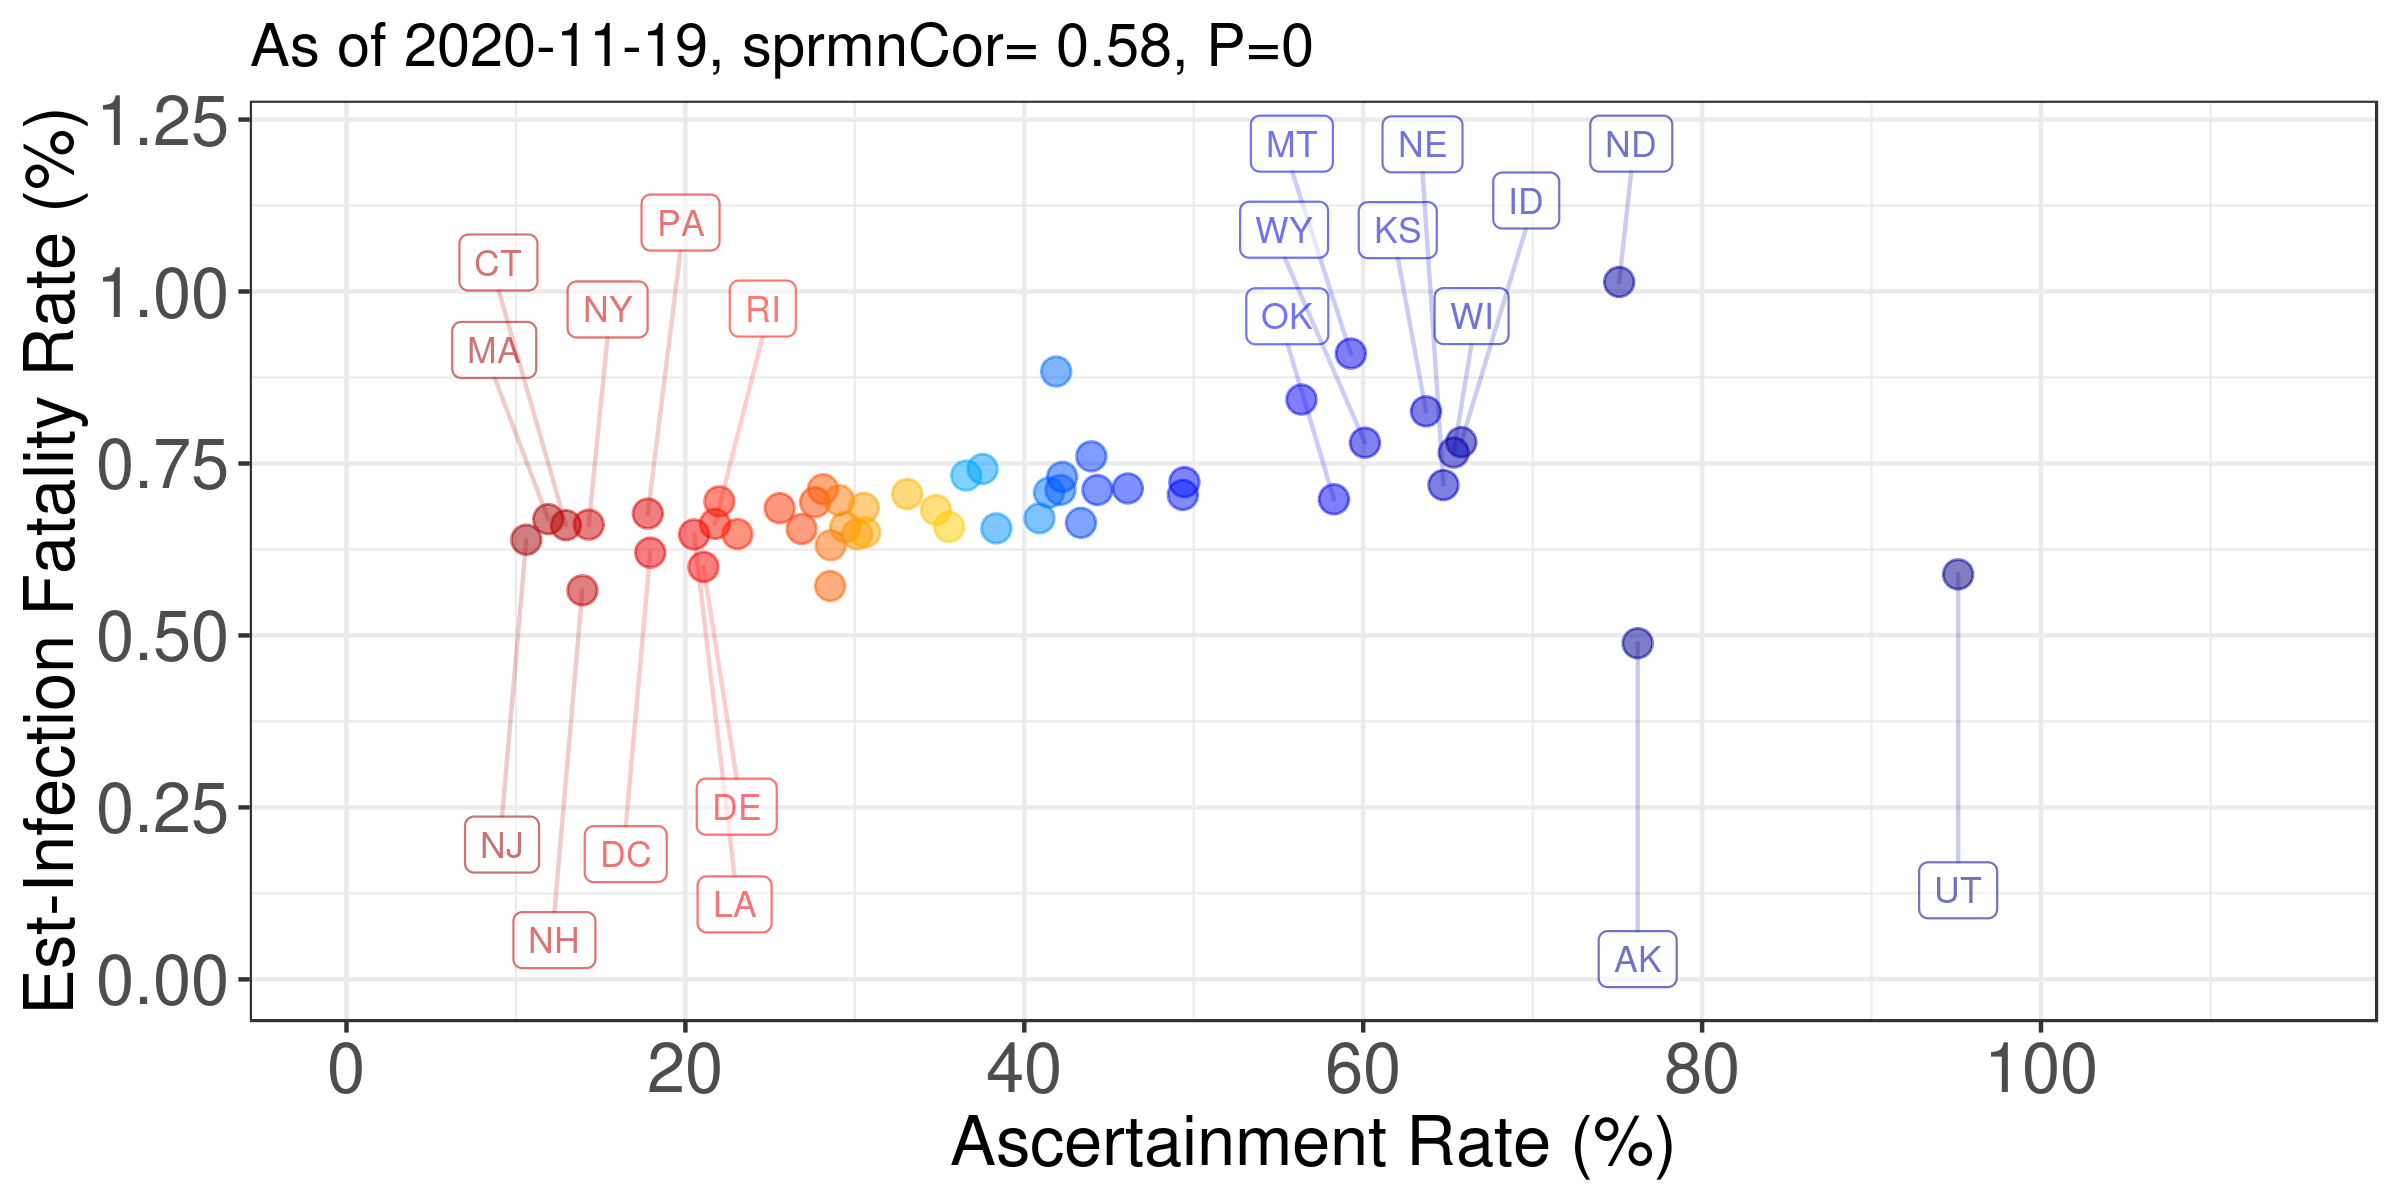 As of 2020-11-19, sprmnCor= 0.58, P=0
Est-Infection Fatality Rate (%)
1.25
1.00
0.75
0.50
0.25
0.00
MT
NE
ND
ID
PA
WY
KS
CT
NY
RI
OK
WI
MA
DE
NJ
DC
UT
LA
NH
AK
0
20
40
60
80
100
Ascertainment Rate (%)